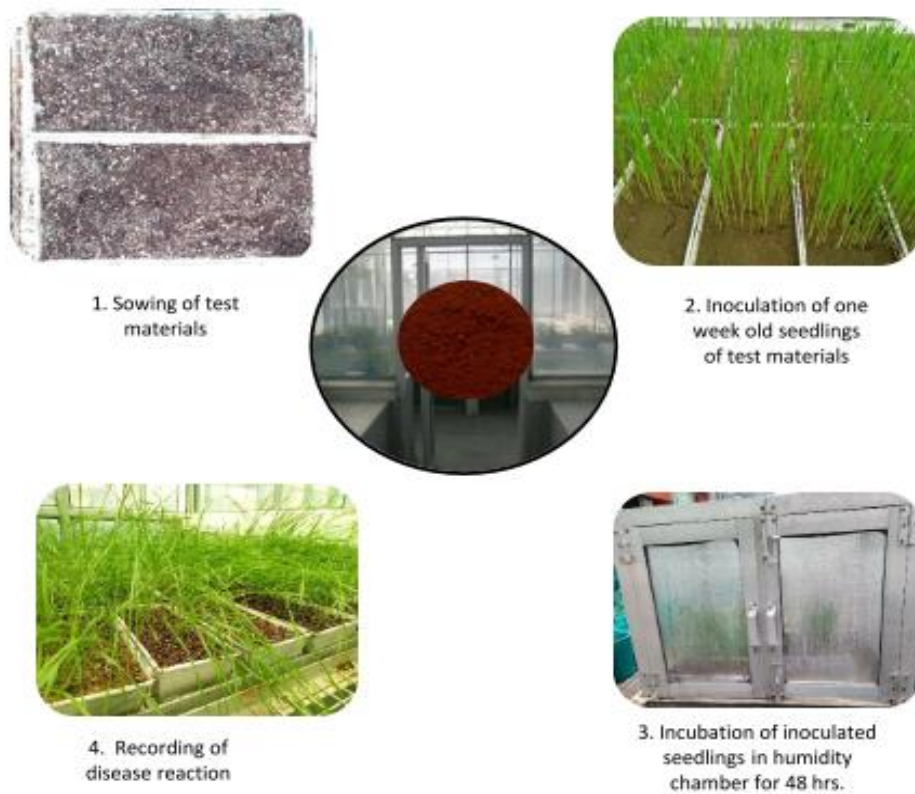 1. Sowing of test
materials
2. Inoculation of one
week old seedlings
of test materials
3. Incubation of inoculated
seedlings in humidity
chamber for 48 hrs.
4. Recording of
disease reaction